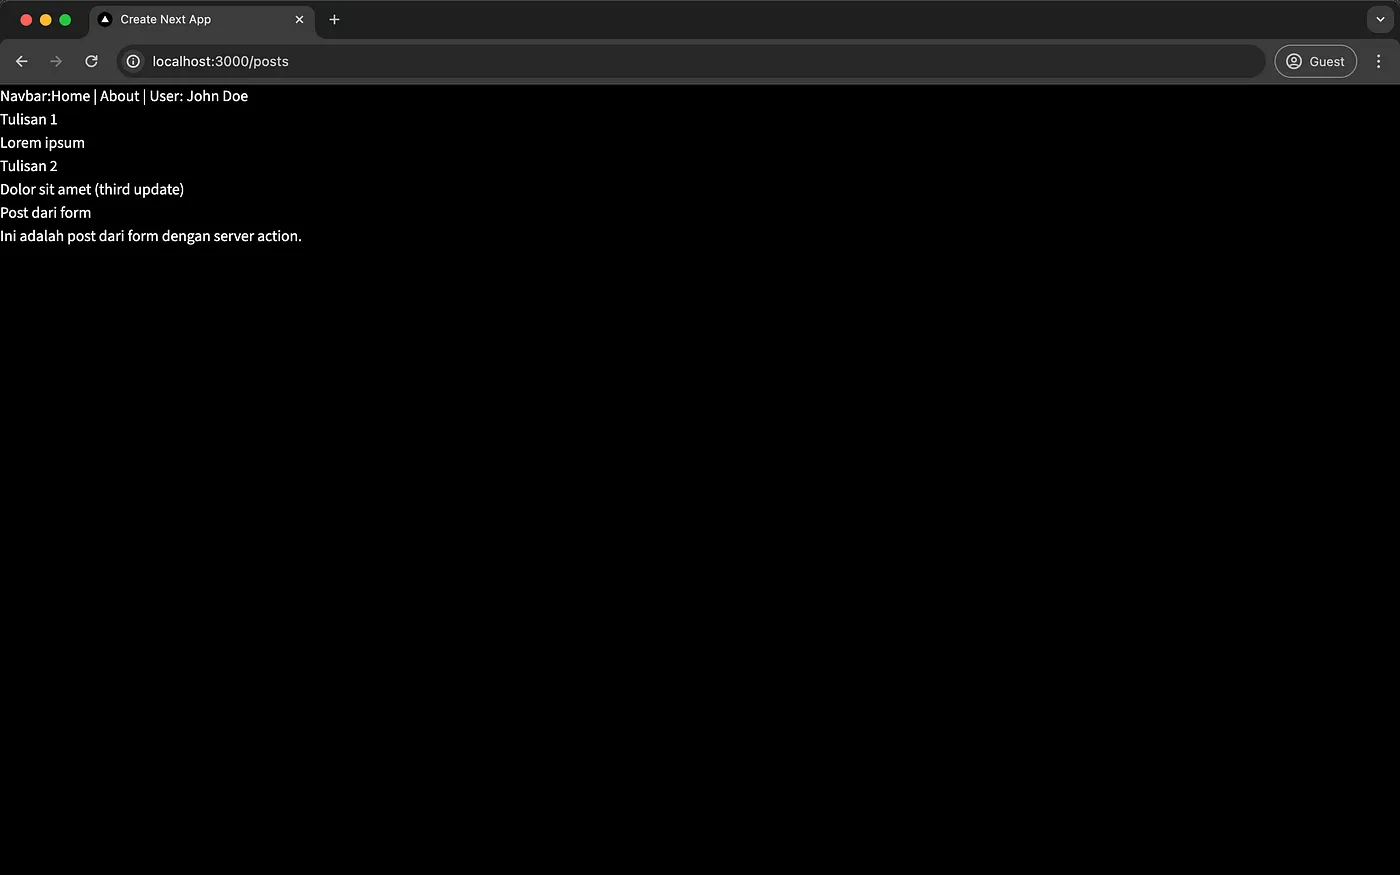 Create Next App
localhost:3000/posts
Guest
Navbar:Home | About | User: John Doe
Tulisan 1
Lorem ipsum
Tulisan 2
Dolor sit amet (third update)
Post dari form
Ini adalah post dari form dengan server action.